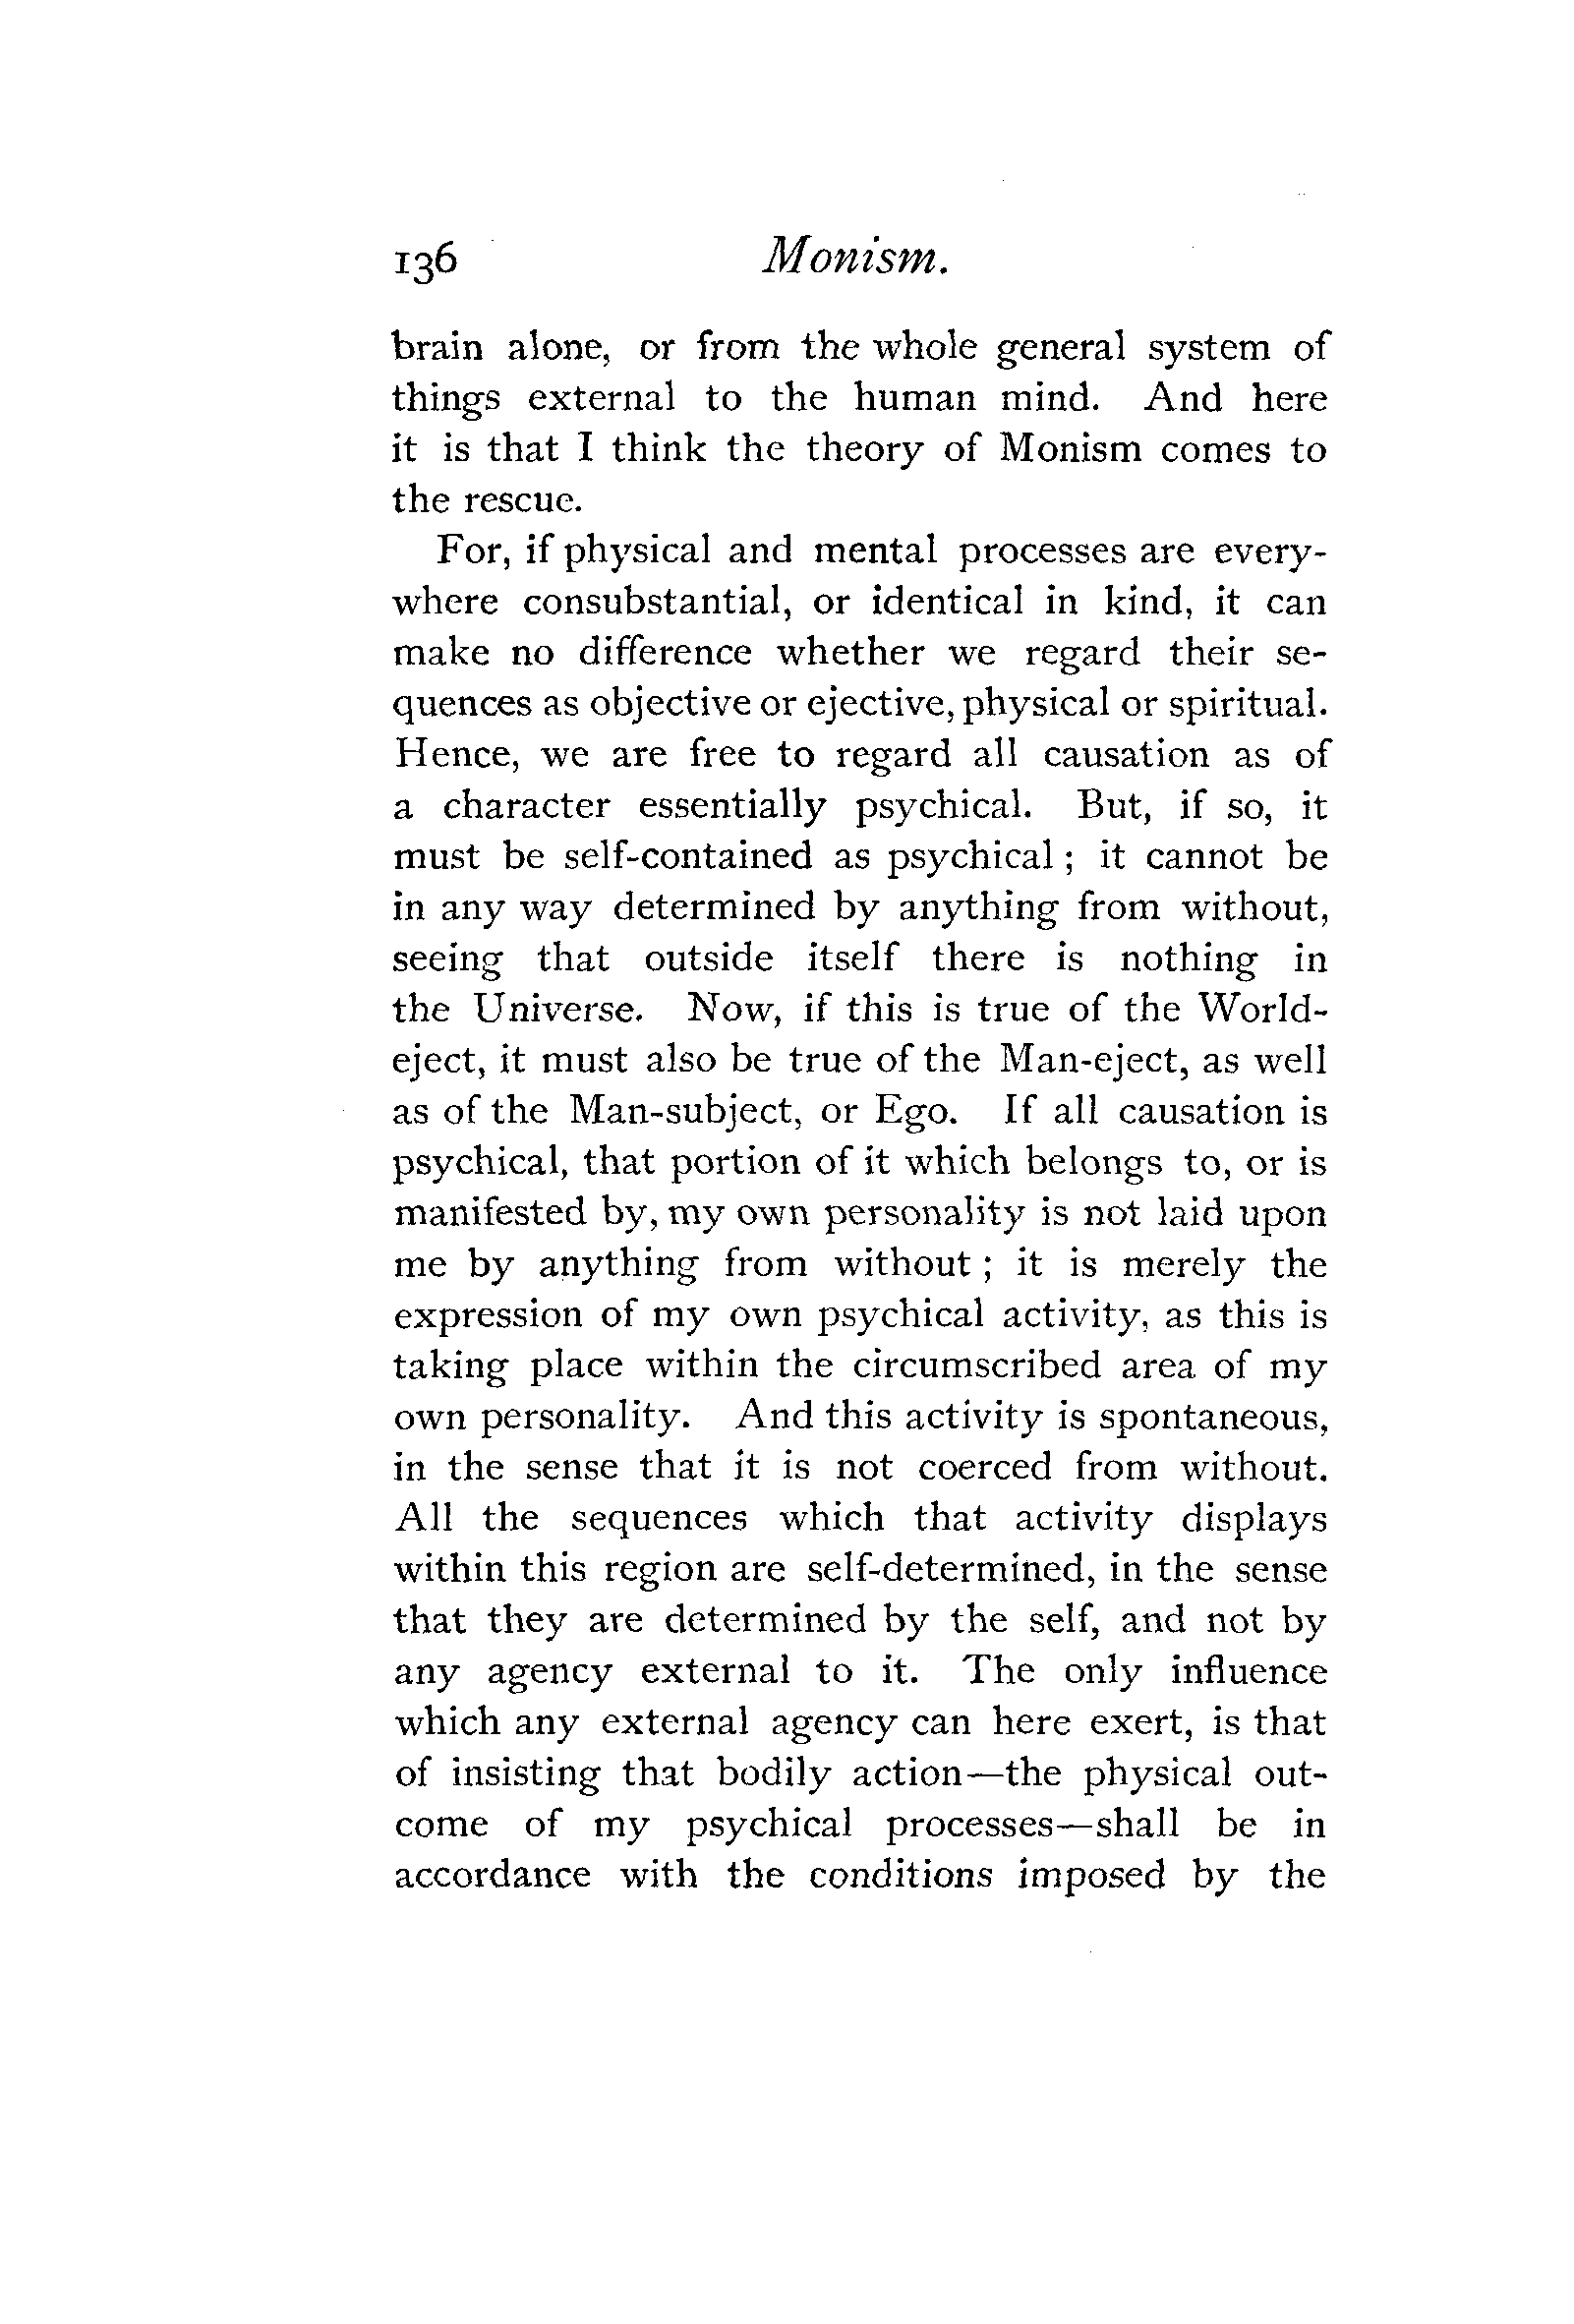 136 Monism.
brain alone, or from the whole general system of
things external to the human mind. And here
it is that I think the theory of Monism comes to
the rescue.
For, if physical and mental processes are every-
where consubstantial, or identical in kind, it can
make no difference whether we regard their se-
quences as objective or ejective, physical or spiritual.
Hence, we are free to regard all causation as of
a character essentially psychical. But, if so, it
must be self-contained as psychical; it cannot be
in any way determined by anything from without,
seeing that outside itself there is nothing in
the Universe. Now, if this is true of the World-
eject, it must also be true of the Man-eject, as well
as of the Man-subject, or Ego. If all causation is
psychical, that portion of it which belongs to, or is
manifested by, my own personality is not laid upon
me by anything from without; it is merely the
expression of my own psychical activity, as this is
taking place within the circumscribed area of my
own personality. And this activity is spontaneous,
in the sense that it is not coerced from without.
All the sequences which that activity displays
within this region are self-determined, in the sense
that they are determined by the self, and not by
any agency external to it. The only influence
which any external agency can here exert, is that
of insisting that bodily action—the physical out-
come of my psychical processes—shall be in
accordance with the conditions imposed by the